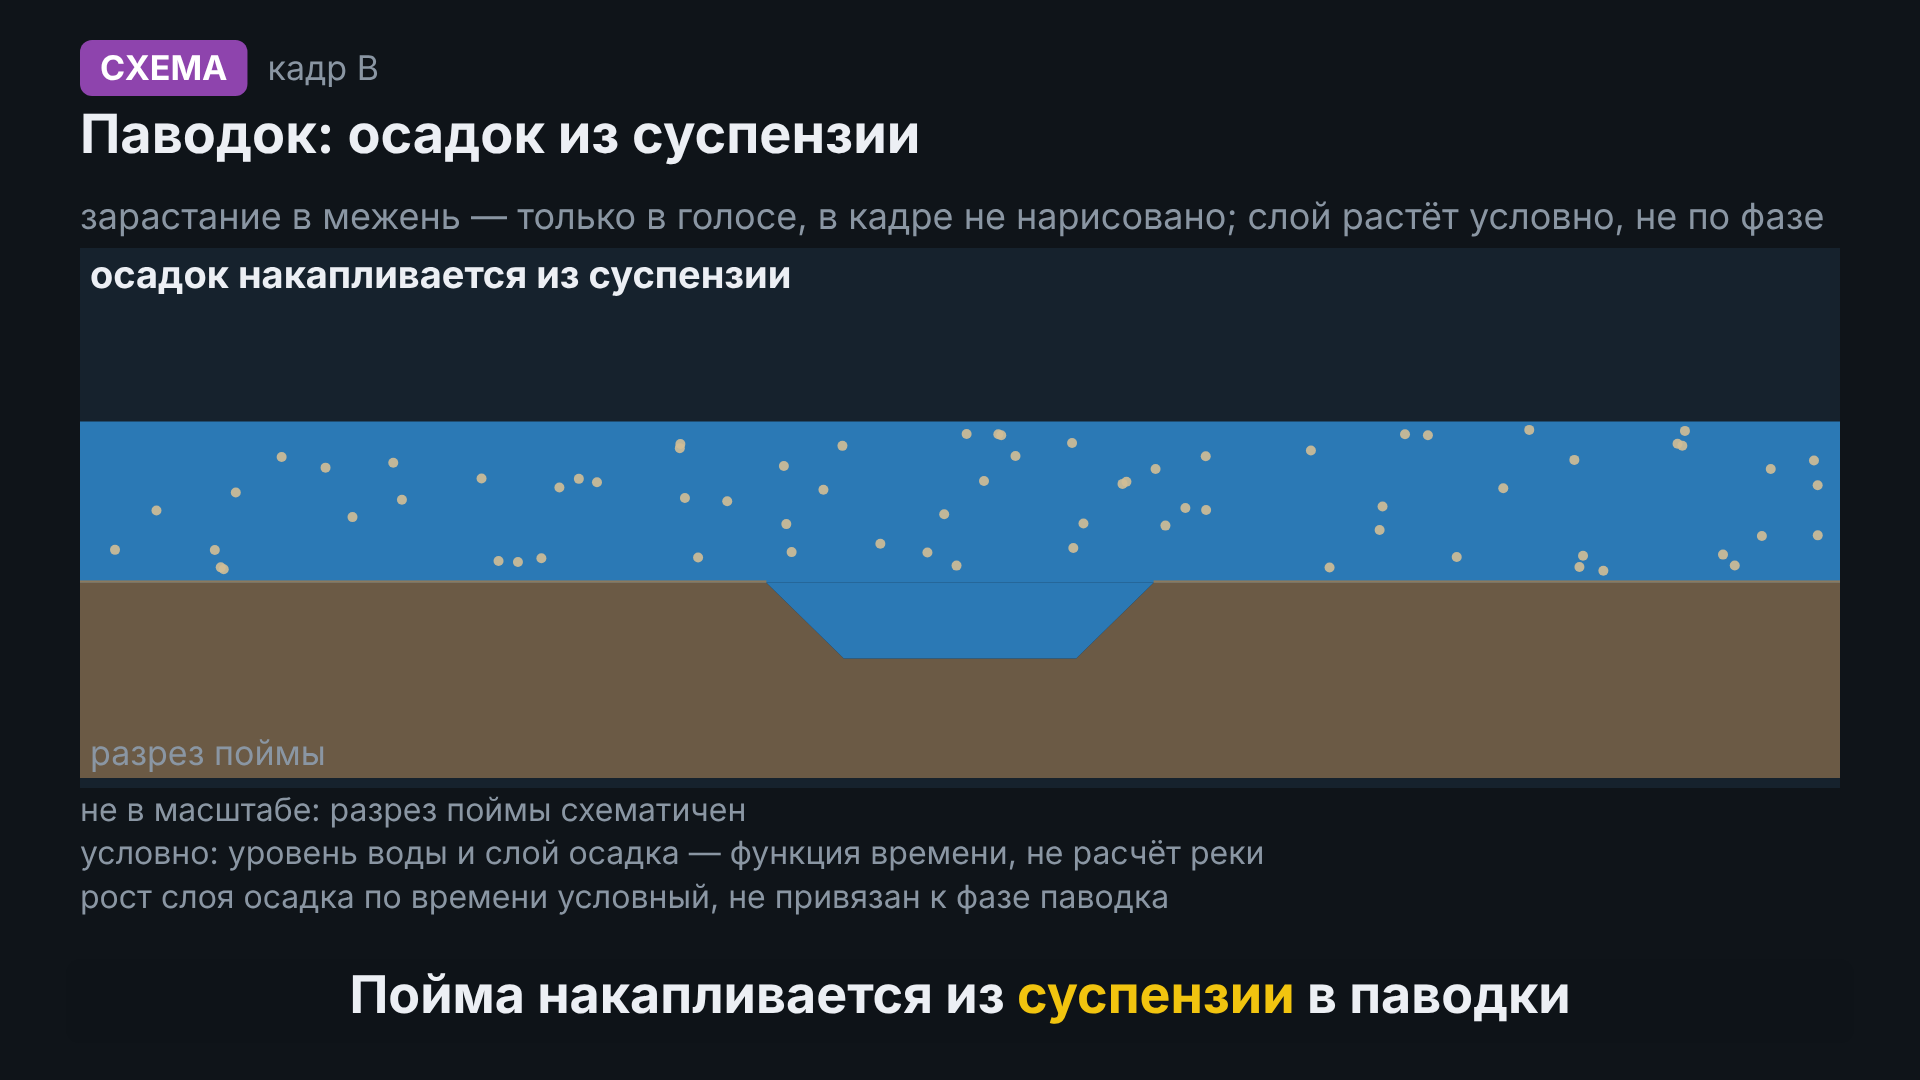 СХЕМА кадр B
Паводок: осадок из суспензии
зарастание в межень — только в голосе, в кадре не нарисовано; слой растёт условно, не по фазе
осадок накапливается из суспензии
разрез поймы
не в масштабе: разрез поймы схематичен
условно: уровень воды и слой осадка — функция времени, не расчёт реки
рост слоя осадка по времени условный, не привязан к фазе паводка
Пойма накапливается из суспензии в паводки